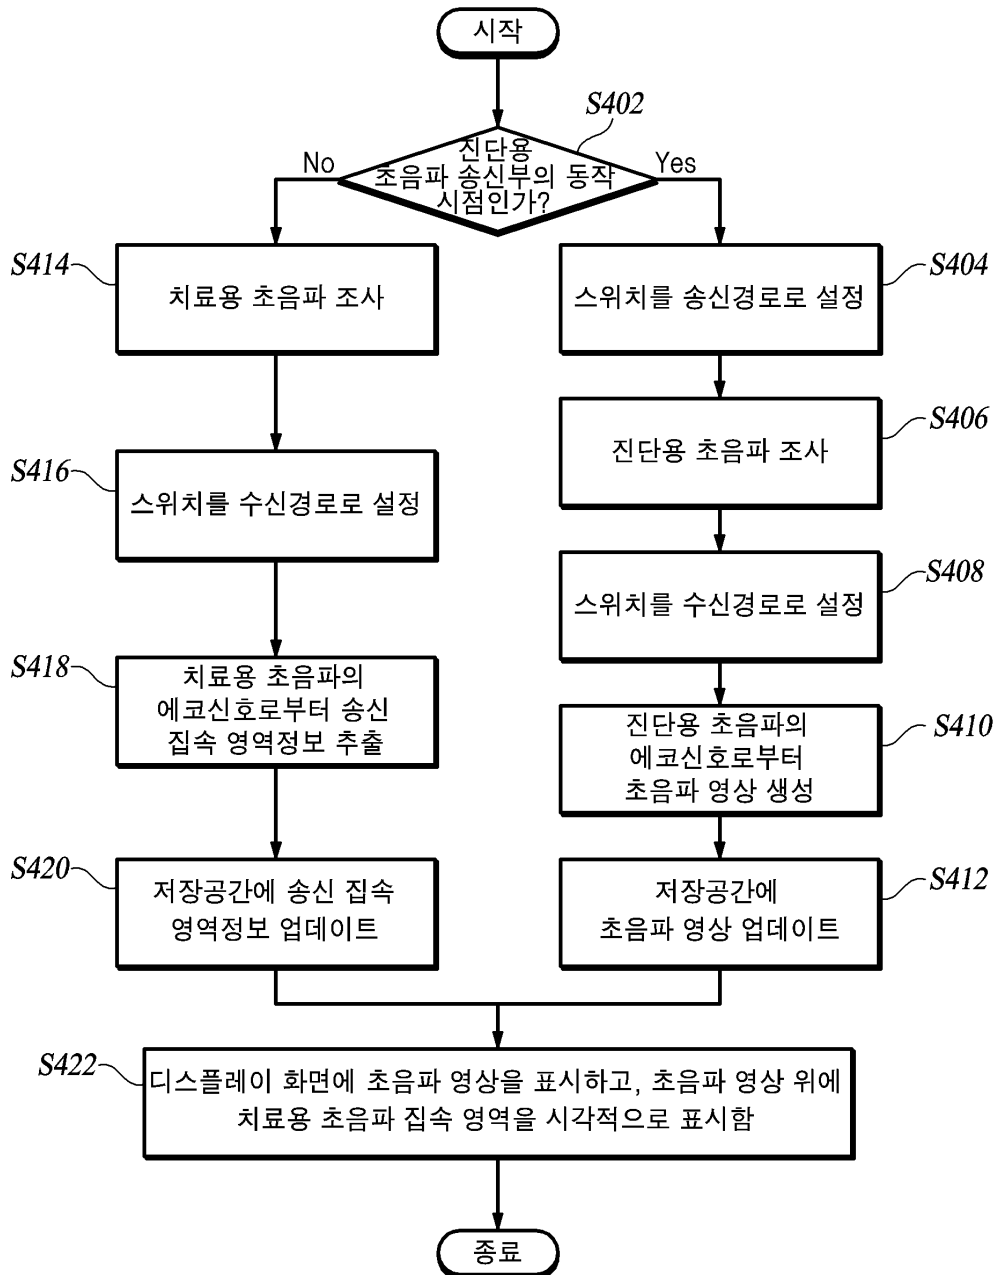 시작
S402
진단용
초음파 송신부의 동작
시점인가?
No
Yes
S414
치료용 초음파 조사
S404
스위치를 송신경로로 설정
S406
진단용 초음파 조사
S416
스위치를 수신경로로 설정
S408
스위치를 수신경로로 설정
S418
치료용 초음파의
에코신호로부터 송신
집속 영역정보 추출
S410
진단용 초음파의
에코신호로부터
초음파 영상 생성
S420
저장공간에 송신 집속
영역정보 업데이트
S412
저장공간에
초음파 영상 업데이트
S422
디스플레이 화면에 초음파 영상을 표시하고, 초음파 영상 위에
치료용 초음파 집속 영역을 시각적으로 표시함
종료